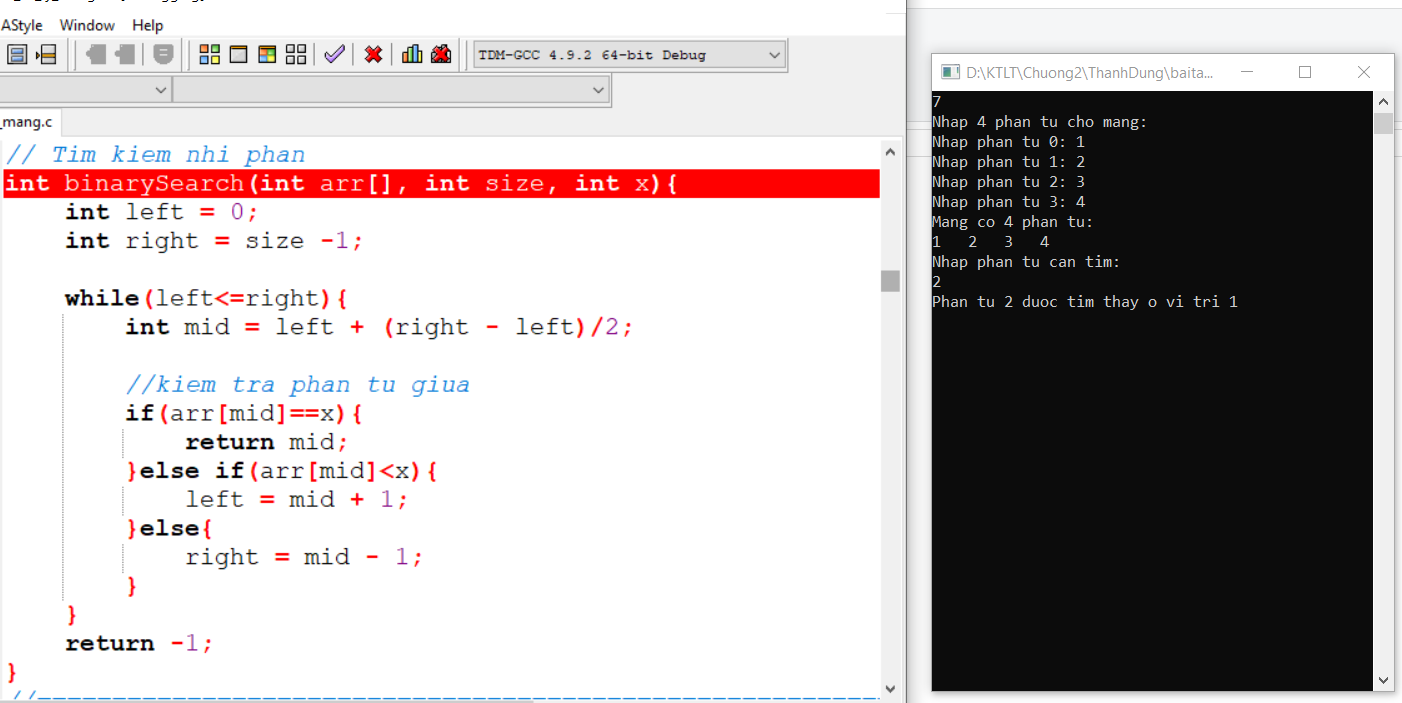 AStyle Window Help
TDM-GCC 4.9.2 64-bit Debug
_mang.c
// Tim kiem nhi phan
int binarySearch(int arr[], int size, int x){
int left = 0;
int right = size -1;
while(left<=right){
int mid = left + (right - left)/2;
//kiem tra phan tu giua
if(arr[mid]==x){
return mid;
}else if(arr[mid]<x){
left = mid + 1;
}else{
right = mid - 1;
}
}
return -1;
}
//=========================================================
D:\KTLT\Chuong2\ThanhDung\baita...
7
Nhap 4 phan tu cho mang:
Nhap phan tu 0: 1
Nhap phan tu 1: 2
Nhap phan tu 2: 3
Nhap phan tu 3: 4
Mang co 4 phan tu:
1 2 3 4
Nhap phan tu can tim:
2
Phan tu 2 duoc tim thay o vi tri 1